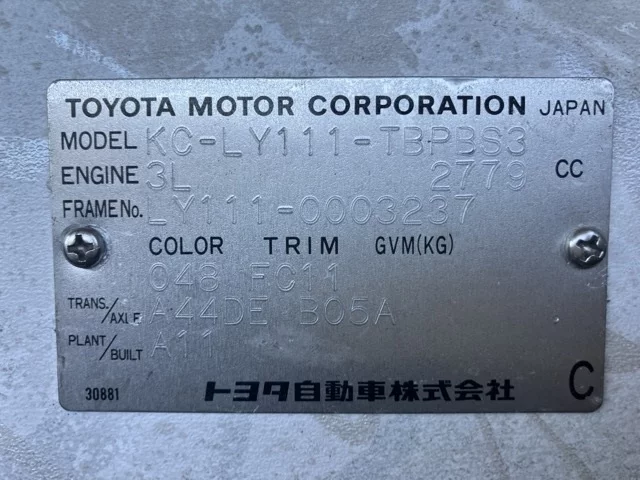 TOYOTA MOTOR CORPORATION JAPAN
MODEL KC-LY111-TBPBS3
ENGINE 3L 2779 CC
FRAME No. LY111-0003237
COLOR TRIM GVM(KG)
048 FC11
TRANS./AXLE A44DE B05A
PLANT/BUILT A11
30881 トヨタ自動車株式会社 C